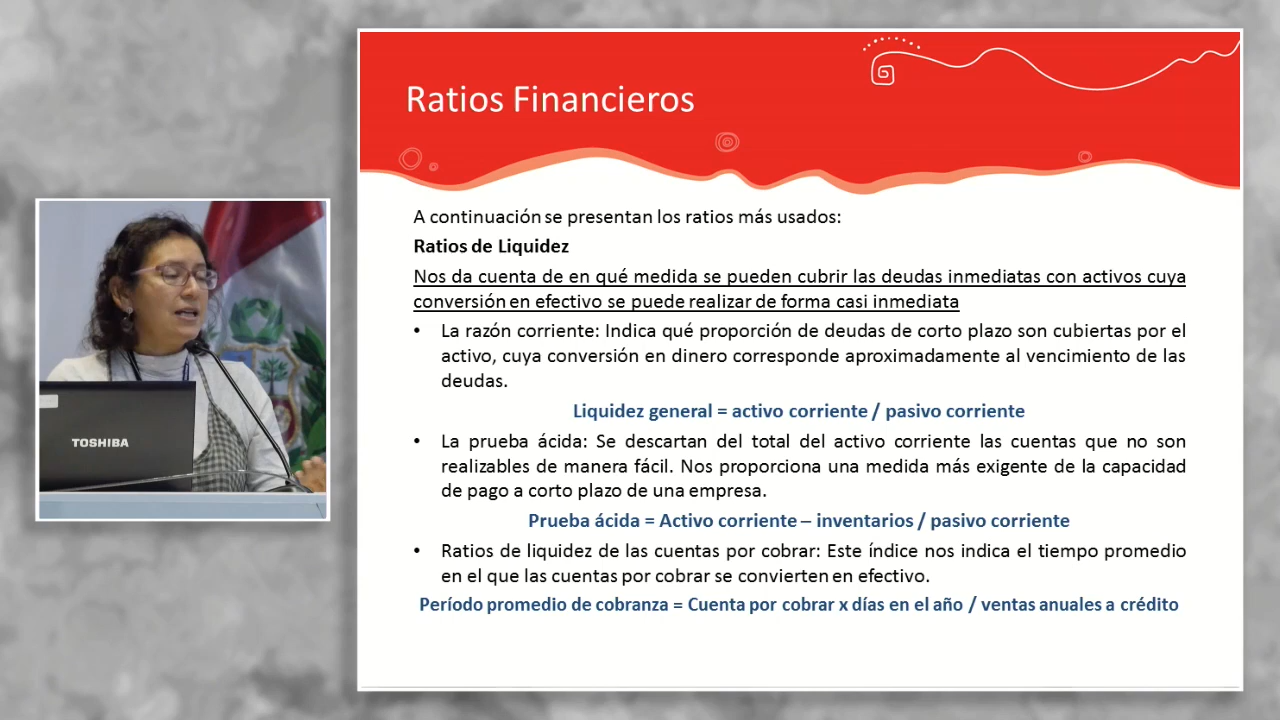 Ratios Financieros
A continuación se presentan los ratios más usados:
Ratios de Liquidez
Nos da cuenta de en qué medida se pueden cubrir las deudas inmediatas con activos cuya
conversión en efectivo se puede realizar de forma casi inmediata
• La razón corriente: Indica qué proporción de deudas de corto plazo son cubiertas por el
activo, cuya conversión en dinero corresponde aproximadamente al vencimiento de las
deudas.
Liquidez general = activo corriente / pasivo corriente
• La prueba ácida: Se descartan del total del activo corriente las cuentas que no son
realizables de manera fácil. Nos proporciona una medida más exigente de la capacidad
de pago a corto plazo de una empresa.
Prueba ácida = Activo corriente – inventarios / pasivo corriente
• Ratios de liquidez de las cuentas por cobrar: Este índice nos indica el tiempo promedio
en el que las cuentas por cobrar se convierten en efectivo.
Período promedio de cobranza = Cuenta por cobrar x días en el año / ventas anuales a crédito
TOSHIBA